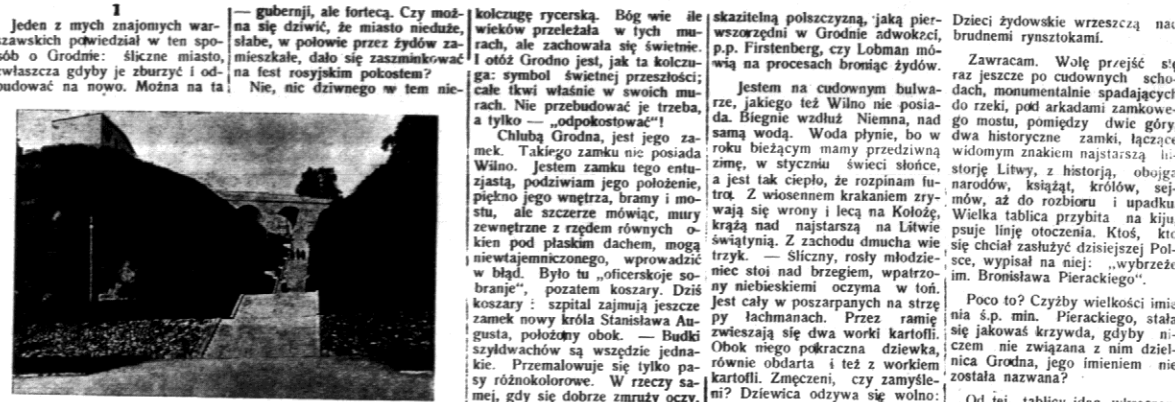 1
Jeden z mych znajomych war-
szawskich powiedział w ten spo-
sób o Grodnie: śliczne miasto,
zwłaszcza gdyby je zburzyć i od-
budować na nowo. Można na ta
— gubernji, ale fortecą. Czy moż-
na się dziwić, że miasto nieduże,
słabe, w połowie przez żydów za-
mieszkałe, dało się zaszminkować
na fest rosyjskim pokostem?
Nie, nic dziwnego w tem nie-
kolczugę rycerską. Bóg wie ile
wieków przeleżała w tych mu-
rach, ale zachowała się świetnie.
I otóż Grodno jest, jak ta kolczu-
ga: symbol świetnej przeszłości;
całe tkwi właśnie w swoich mu-
rach. Nie przebudować je trzeba,
a tylko — „odpokostować“!
Chlubą Grodna, jest jego za-
mek. Takiego zamku nie posiada
Wilno. Jestem zamku tego entu-
zjastą, podziwiam jego położenie,
piękno jego wnętrza, bramy i mo-
stu, ale szczerze mówiąc, mury
zewnętrzne z rzędem równych o-
kien pod płaskim dachem, mogą
niewtajemniczonego, wprowadzić
w błąd. Było tu „oficerskoje so-
branje“, pozatem koszary. Dziś
koszary : szpital zajmują jeszcze
zamek nowy króla Stanisława Au-
gusta, położony obok. — Budki
szyldwachów są wszędzie jedna-
kie. Przemalowuje się tylko pa-
sy różnokolorowe. W rzeczy sa-
mej, gdy się dobrze zmruży oczy,
skazitelną polszczyzną, jaką pier-
wszorzędni w Grodnie adwokaci,
p.p. Firstenberg, czy Lobman mó-
wią na procesach broniąc żydów.
Jestem na cudownym bulwa-
rze, jakiego też Wilno nie posia-
da. Biegnie wzdłuż Niemna, nad
samą wodą. Woda płynie, bo w
roku bieżącym mamy przedziwną
zimę, w styczniu świeci słońce,
a jest tak ciepło, że rozpinam fu-
tro. Z wiosennem krakaniem zry-
wają się wrony i lecą na Kołożę,
krążą nad najstarszą na Litwie
świątynią. Z zachodu dmucha wie
trzyk. — Śliczny, rosły młodzie-
niec stoi nad brzegiem, wpatrzo-
ny niebieskiemi oczyma w toń.
Jest cały w poszarpanych na strzę
py łachmanach. Przez ramię
zwieszają się dwa worki kartofli.
Obok niego pokraczna dziewka,
równie obdarta i też z workiem
kartofli. Zmęczeni, czy zamyśle-
ni? Dziewica odzywa się wolno:
Dzieci żydowskie wrzeszczą nad
brudnemi rynsztokami.
Zawracam. Wolę przejść się
raz jeszcze po cudownych scho-
dach, monumentalnie spadających
do rzeki, pod arkadami zamkowe-
go mostu, pomiędzy dwie góry
dwa historyczne zamki, łączące
widomym znakiem najstarszą hi-
storję Litwy, z historją, obojga
narodów, książąt, królów, sej-
mów, aż do rozbioru i upadku
Wielka tablica przybita na kiju
psuje linję otoczenia. Ktoś, kto
się chciał zasłużyć dzisiejszej Pol-
sce, wypisał na niej: „wybrzeże
im. Bronisława Pierackiego“.
Poco to? Czyżby wielkości imie
nia ś.p. min. Pierackiego, stała
się jakowaś krzywda, gdyby ni-
czem nie związana z nim dziel-
nica Grodna, jego imieniem nie
została nazwana?
Od tej tablicy idąc